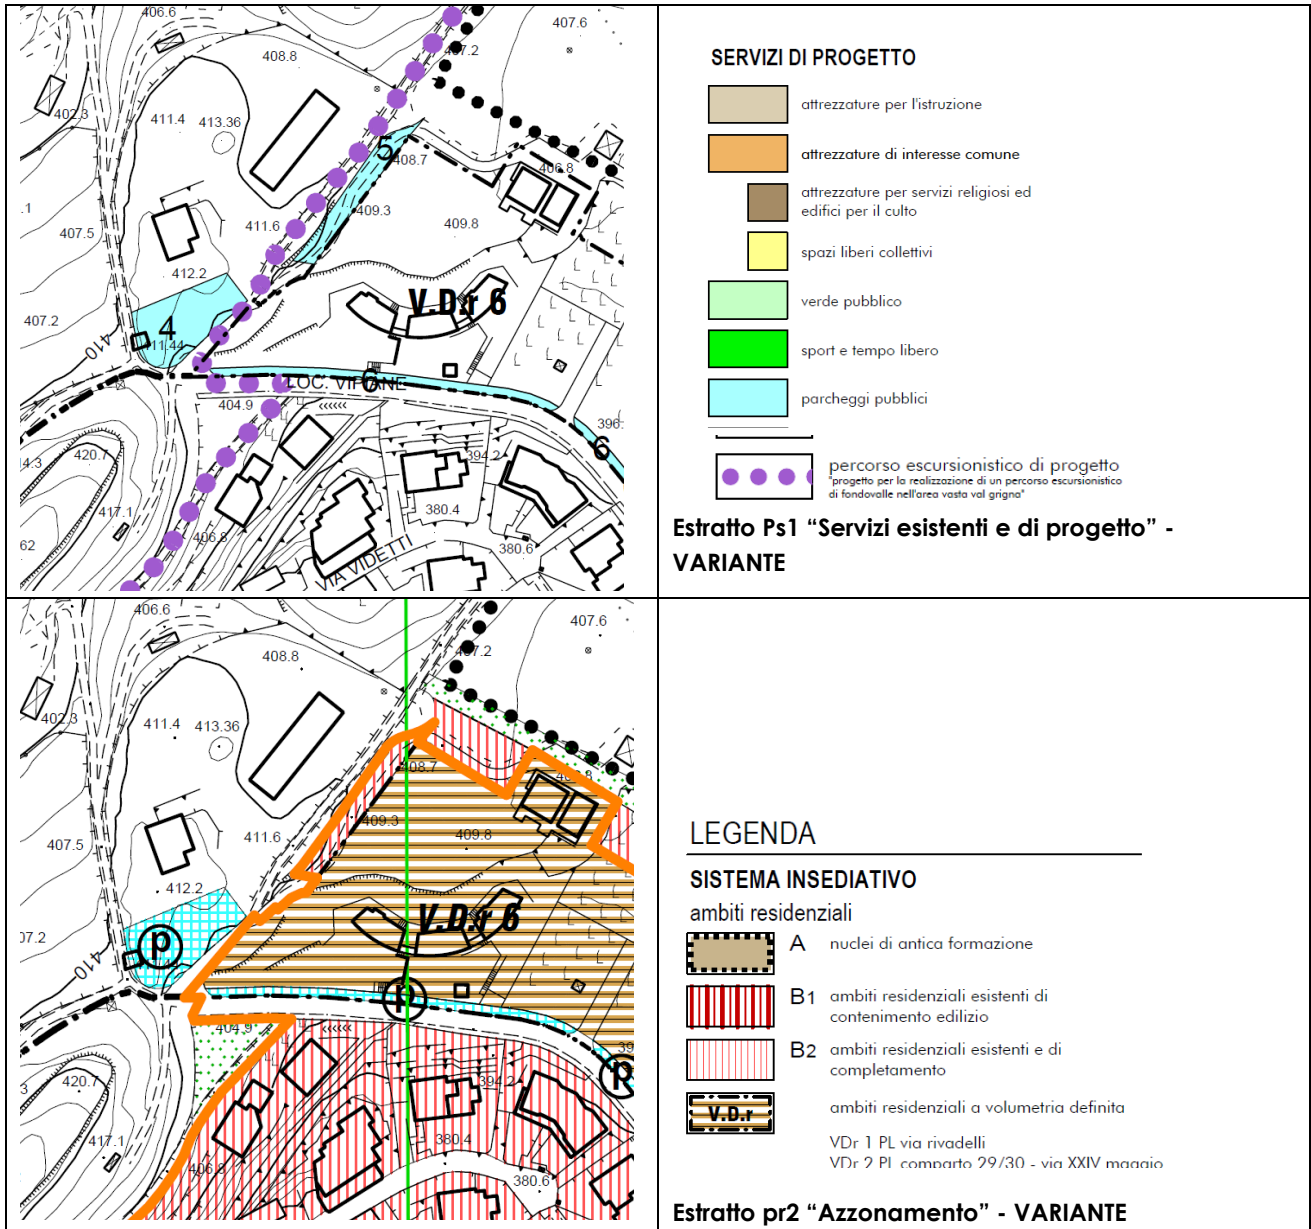 406.6
407.6
408.8
407.2
402.3
411.4
413.36
5
408.7
406.8
.1
407.5
411.6
409.3
409.8
412.2
V.D.r 6
407.2
4
411.44
410
LOC. VIPIANE
6
404.9
396.
6
4.3
420.7
394.2
417.1
380.4
62
406.8
380.6
VIA VIDETTI
SERVIZI DI PROGETTO
attrezzature per l'istruzione
attrezzature di interesse comune
attrezzature per servizi religiosi ed
edifici per il culto
spazi liberi collettivi
verde pubblico
sport e tempo libero
parcheggi pubblici
percorso escursionistico di progetto
"progetto per la realizzazione di un percorso escursionistico
di fondovalle nell'area vasta val grigna"
Estratto Ps1 “Servizi esistenti e di progetto” -
VARIANTE
406.6
407.6
408.8
407.2
402.3
411.4
413.36
408.7
409.3
409.8
407.5
411.6
412.2
V.D.r 6
07.2
p
410
p
404.9
39
p
3
420.7
394.2
417.1
380.4
406.8
380.6
LEGENDA
SISTEMA INSEDIATIVO
ambiti residenziali
A nuclei di antica formazione
B1 ambiti residenziali esistenti di
contenimento edilizio
B2 ambiti residenziali esistenti e di
completamento
V.D.r ambiti residenziali a volumetria definita
VDr 1 PL via rivadelli
VDr 2 PL comparto 29/30 - via XXIV maggio
Estratto pr2 “Azzonamento” - VARIANTE